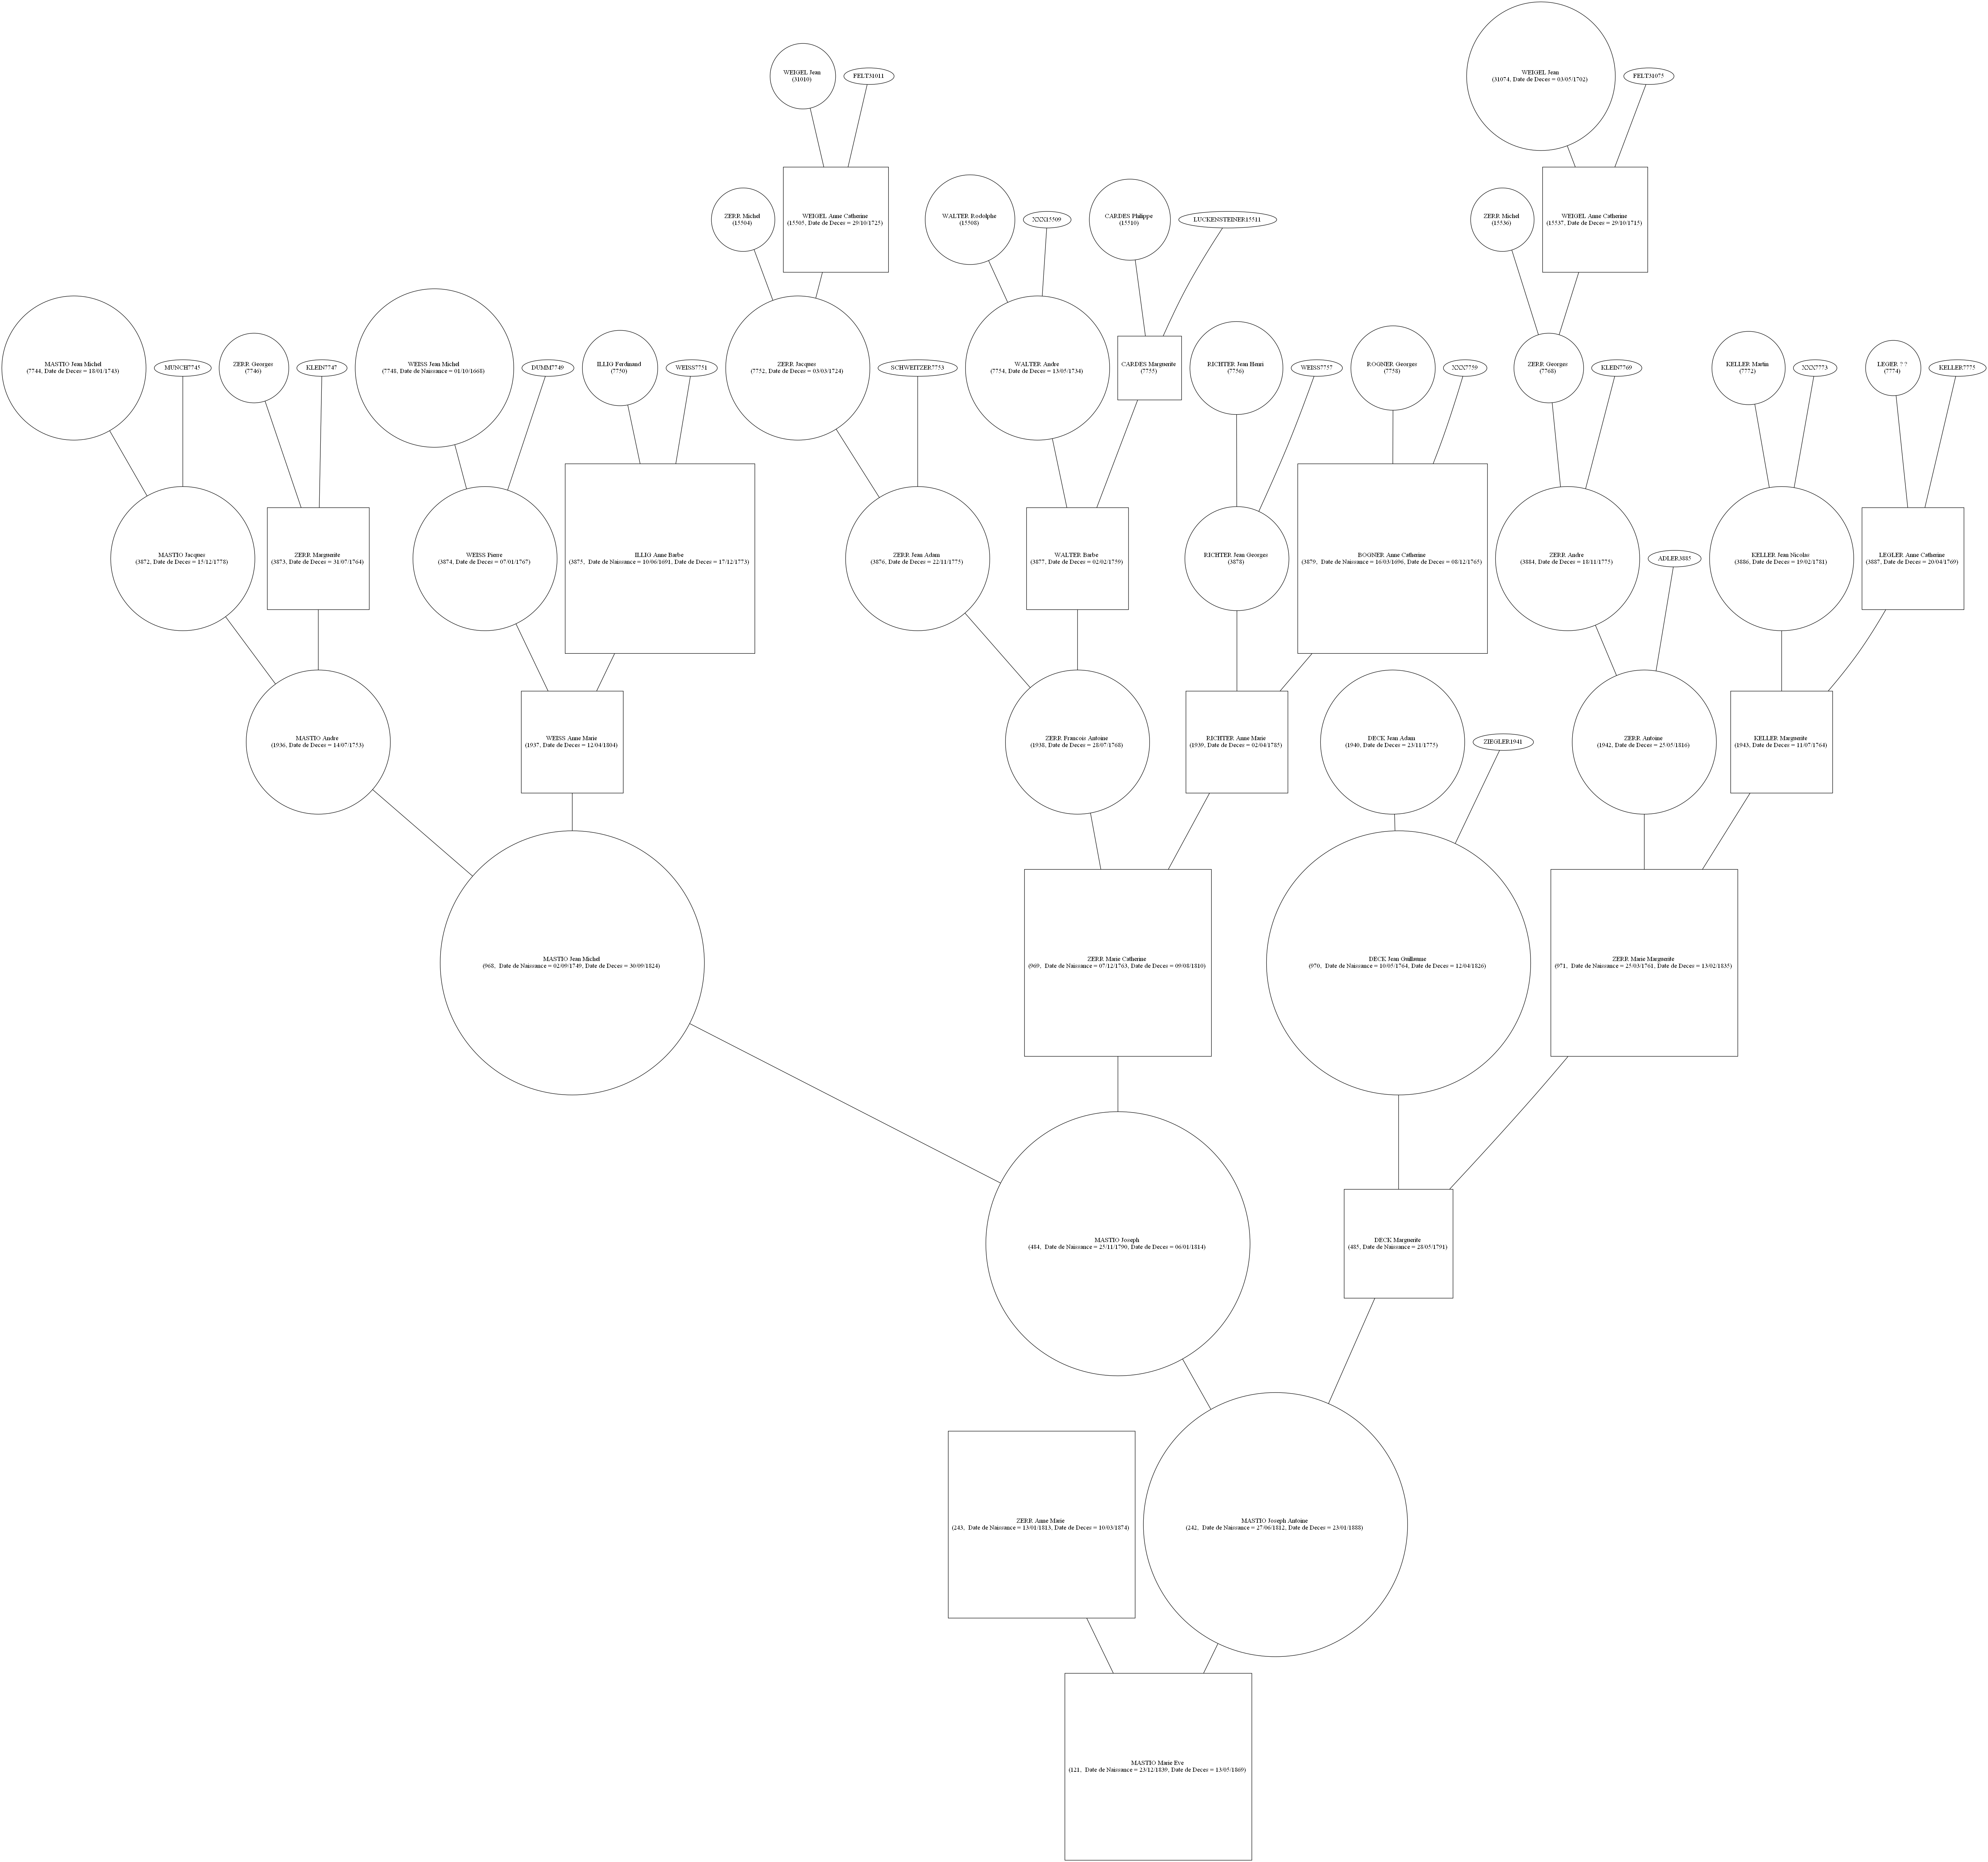 WEIGEL Jean
(31010)
FELT31011
WEIGEL Jean
(31074, Date de Deces = 03/05/1702)
FELT31075
ZERR Michel
(15504)
WEIGEL Anne Catherine
(15505, Date de Deces = 29/10/1725)
WALTER Rodolphe
(15508)
XXX15509
CARDES Philippe
(15510)
LUCKENSTEINER15511
ZERR Michel
(15536)
WEIGEL Anne Catherine
(15537, Date de Deces = 29/10/1715)
MASTIO Jean Michel
(7744, Date de Deces = 18/01/1743)
MUNCH7745
ZERR Georges
(7746)
KLEIN7747
WEISS Jean Michel
(7748, Date de Naissance = 01/10/1668)
DUMM7749
ILLIG Ferdinand
(7750)
WEISS7751
ZERR Jacques
(7752, Date de Deces = 03/03/1724)
SCHWEITZER7753
WALTER Andre
(7754, Date de Deces = 13/05/1734)
CARDES Marguerite
(7755)
RICHTER Jean Henri
(7756)
WEISS7757
ROGNER Georges
(7758)
XXX7759
ZERR Georges
(7768)
KLEIN7769
KELLER Martin
(7772)
XXX7773
LEGER ? ?
(7774)
KELLER7775
MASTIO Jacques
(3872, Date de Deces = 15/12/1778)
ZERR Marguerite
(3873, Date de Deces = 31/07/1764)
WEISS Pierre
(3874, Date de Deces = 07/01/1767)
ILLIG Anne Barbe
(3875,  Date de Naissance = 10/06/1691, Date de Deces = 17/12/1773)
ZERR Jean Adam
(3876, Date de Deces = 22/11/1775)
WALTER Barbe
(3877, Date de Deces = 02/02/1759)
RICHTER Jean Georges
(3878)
BOGNER Anne Catherine
(3879,  Date de Naissance = 16/03/1696, Date de Deces = 08/12/1765)
ZERR Andre
(3884, Date de Deces = 18/11/1775)
ADLER3885
KELLER Jean Nicolas
(3886, Date de Deces = 19/02/1781)
LEGLER Anne Catherine
(3887, Date de Deces = 20/04/1769)
MASTIO Andre
(1936, Date de Deces = 14/07/1753)
WEISS Anne Marie
(1937, Date de Deces = 12/04/1804)
ZERR Francois Antoine
(1938, Date de Deces = 28/07/1768)
RICHTER Anne Marie
(1939, Date de Deces = 02/04/1785)
DECK Jean Adam
(1940, Date de Deces = 23/11/1775)
ZIEGLER1941
ZERR Antoine
(1942, Date de Deces = 25/05/1816)
KELLER Marguerite
(1943, Date de Deces = 11/07/1764)
MASTIO Jean Michel
(968,  Date de Naissance = 02/09/1749, Date de Deces = 30/09/1824)
ZERR Marie Catherine
(969,  Date de Naissance = 07/12/1763, Date de Deces = 09/08/1810)
DECK Jean Guillaume
(970,  Date de Naissance = 10/05/1764, Date de Deces = 12/04/1826)
ZERR Marie Marguerite
(971,  Date de Naissance = 25/03/1761, Date de Deces = 13/02/1835)
MASTIO Joseph
(484,  Date de Naissance = 25/11/1790, Date de Deces = 06/01/1814)
DECK Marguerite
(485, Date de Naissance = 28/05/1791)
ZERR Anne Marie
(243,  Date de Naissance = 13/01/1813, Date de Deces = 10/03/1874)
MASTIO Joseph Antoine
(242,  Date de Naissance = 27/06/1812, Date de Deces = 23/01/1888)
MASTIO Marie Eve
(121,  Date de Naissance = 23/12/1839, Date de Deces = 13/05/1869)